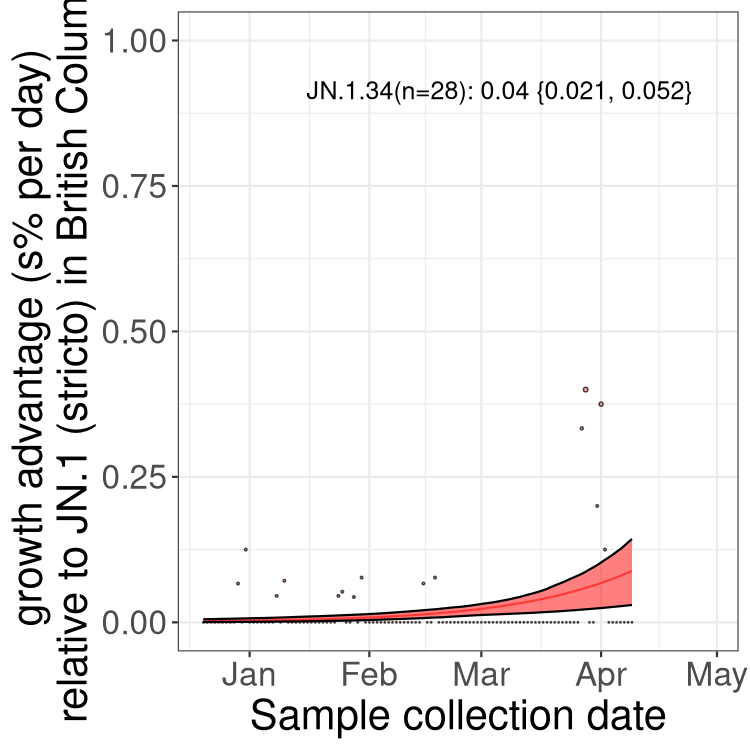 growth advantage (s% per day)
relative to JN.1 (stricto) in British Colum
1.00
0.75
0.50
0.25
0.00
JN.1.34(n=28): 0.04 {0.021, 0.052}
Jan Feb Mar Apr May
Sample collection date